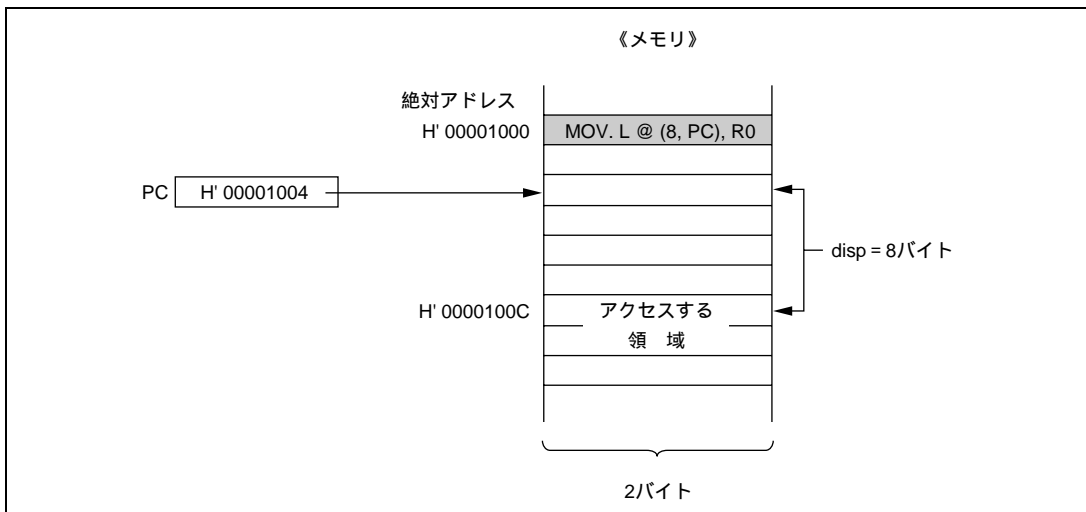 《メモリ》
絶対アドレス
H' 00001000 MOV. L @ (8, PC), R0
PC H' 00001004
disp = 8バイト
H' 0000100C アクセスする
領 域
2バイト